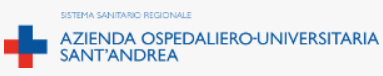 SISTEMA SANITARIO REGIONALE
AZIENDA OSPEDALIERO-UNIVERSITARIA
SANT'ANDREA